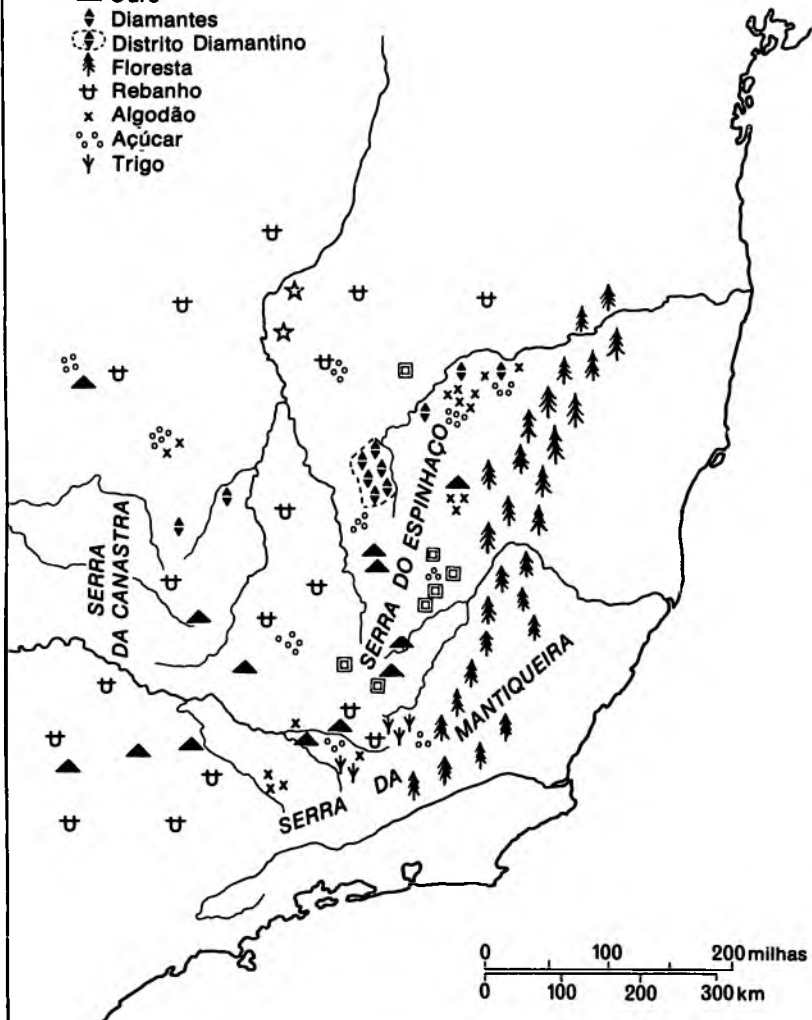 Diamantes
Distrito Diamantino
Floresta
Rebanho
Algodão
Açúcar
Trigo
SERRA DO ESPINHAÇO
SERRA
DA CANASTRA
SERRA DA MANTIQUEIRA
0 100 200 milhas
0 100 200 300 km